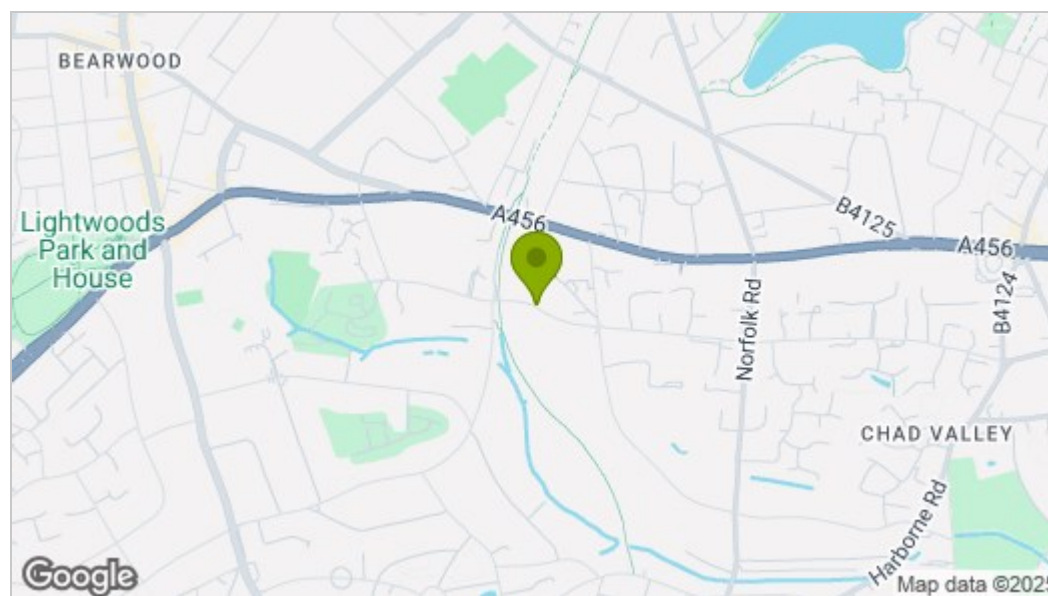 BEARWOOD
Lightwoods
Park and
House
A456
B4125
A456
B4124
Norfolk Rd
CHAD VALLEY
Harborne Rd
Google
Map data ©2025